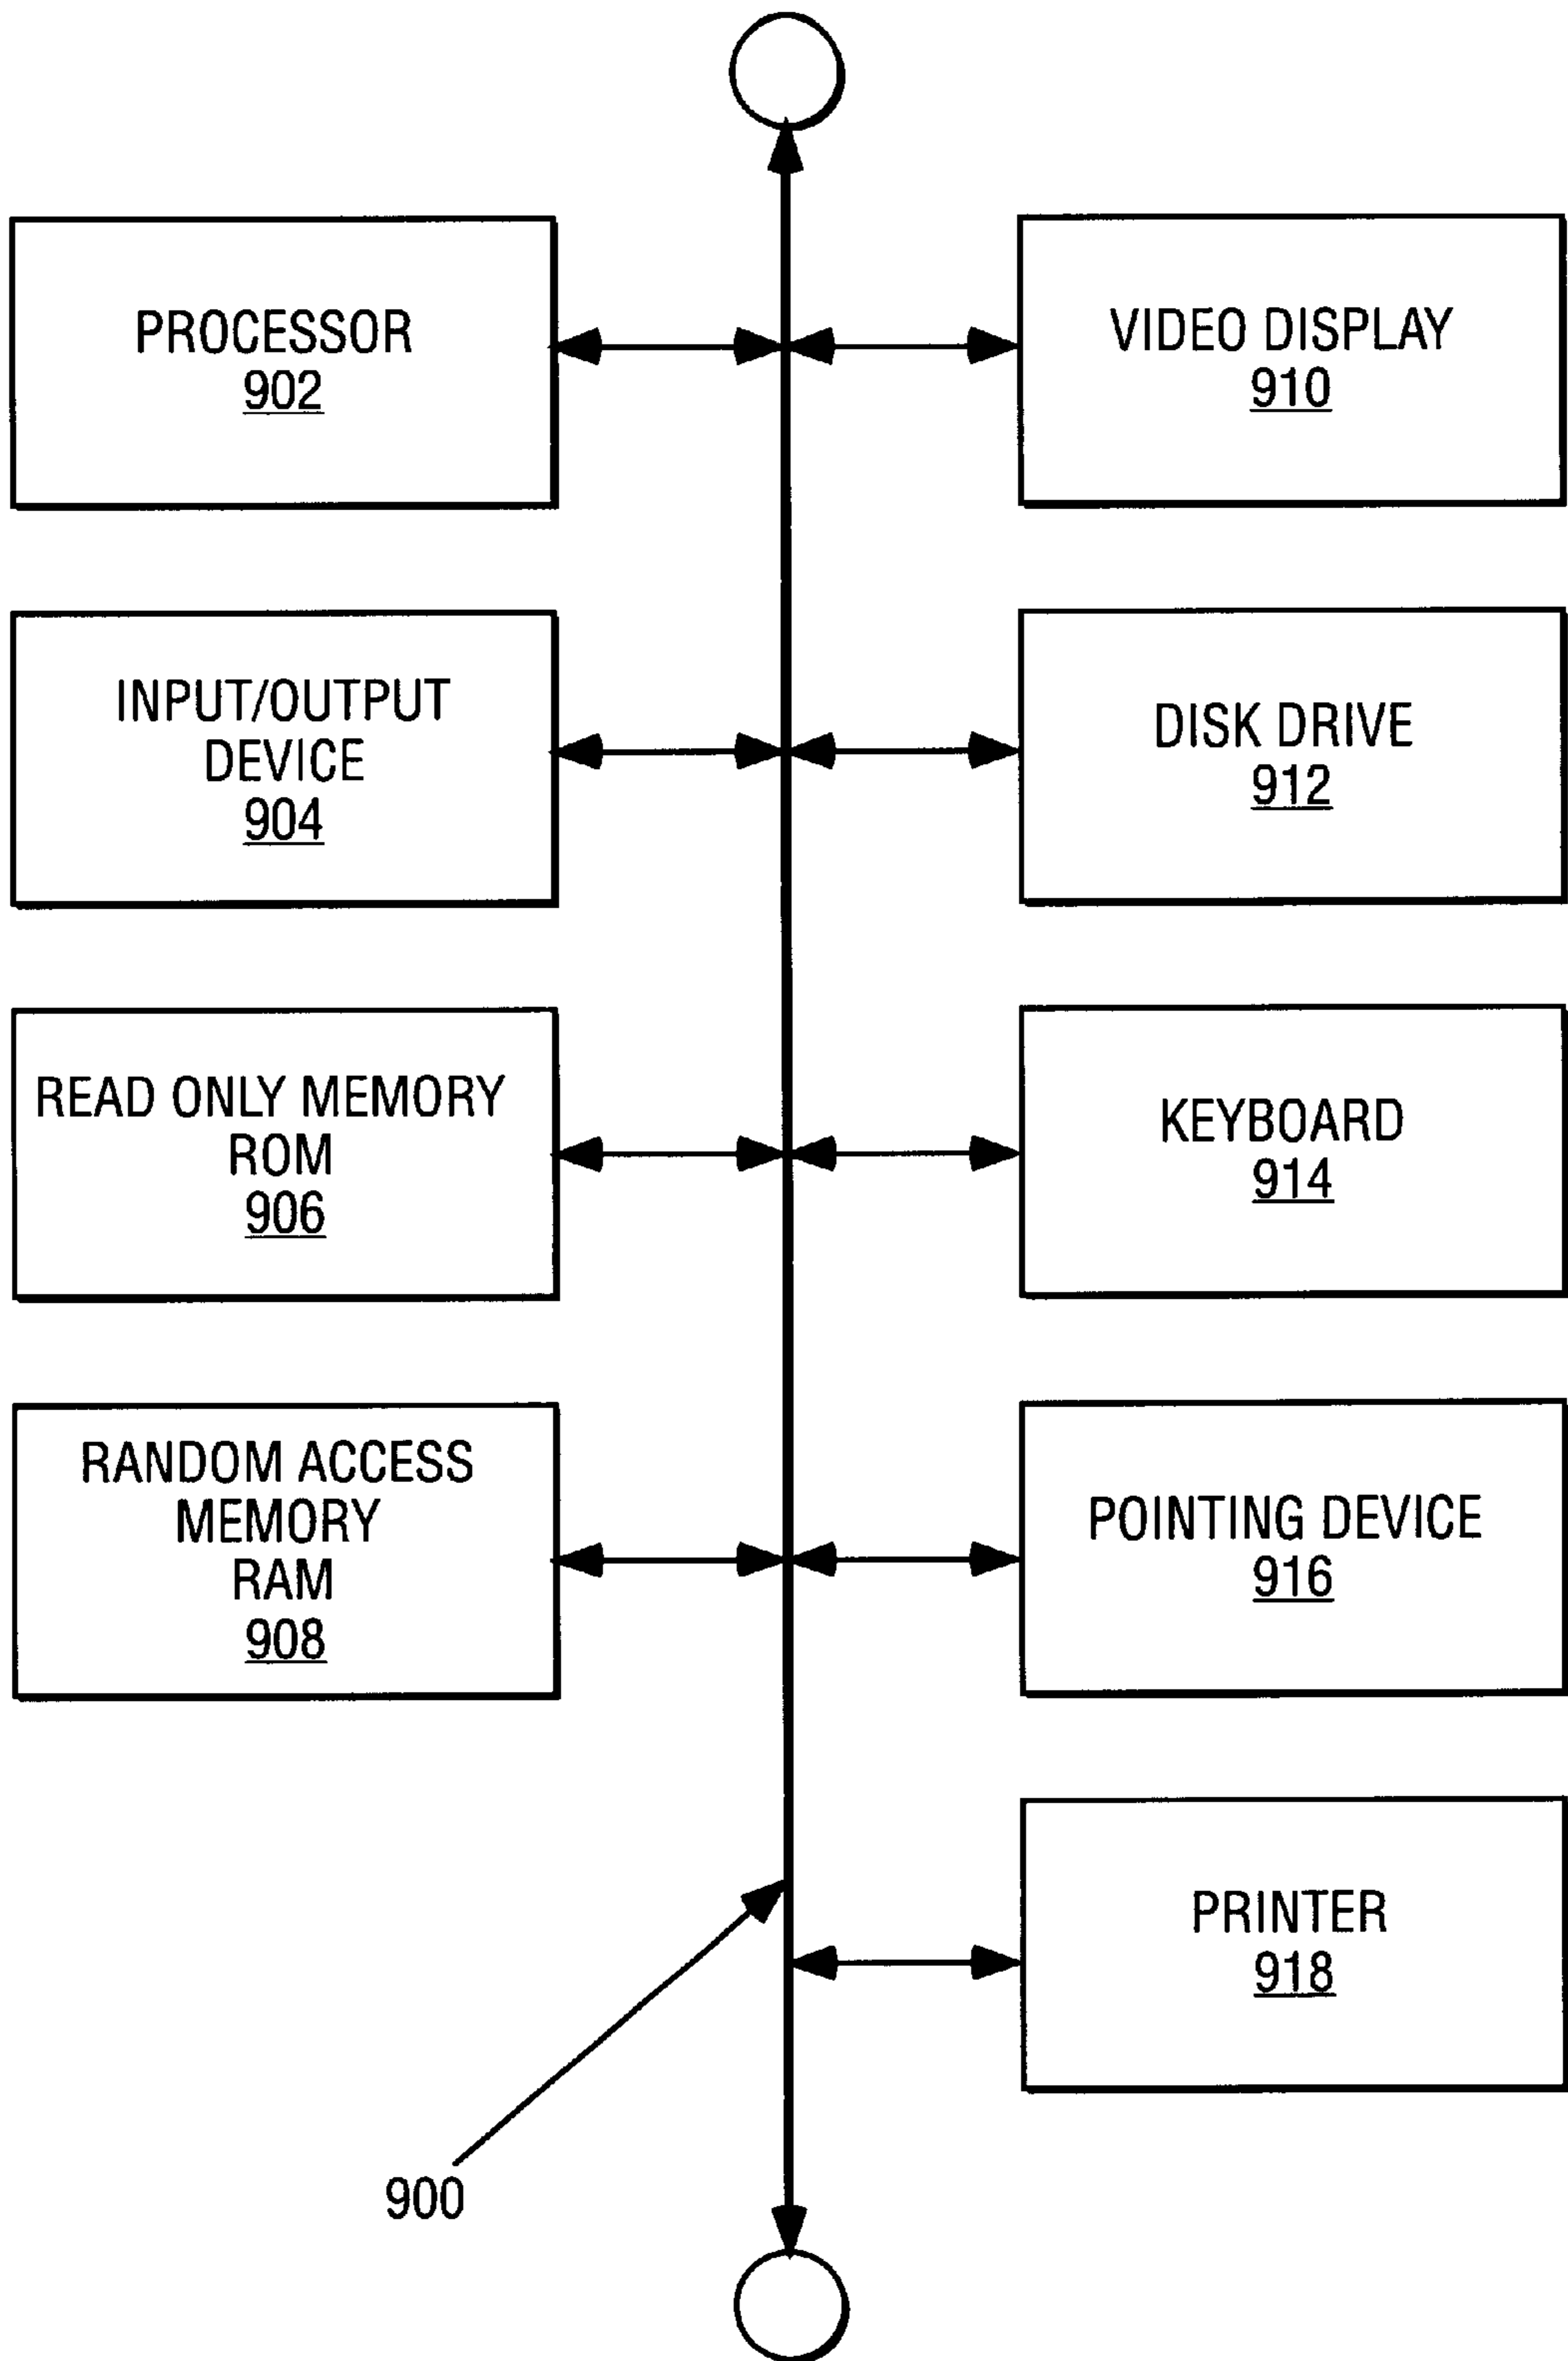 PROCESSOR
902
INPUT/OUTPUT
DEVICE
904
READ ONLY MEMORY
ROM
906
RANDOM ACCESS
MEMORY
RAM
908
VIDEO DISPLAY
910
DISK DRIVE
912
KEYBOARD
914
POINTING DEVICE
916
PRINTER
918
900